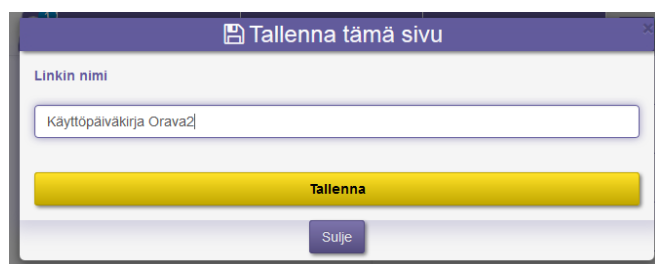 Tallenna tämä sivu
Linkin nimi
Käyttöpäiväkirja Orava2
Tallenna
Sulje